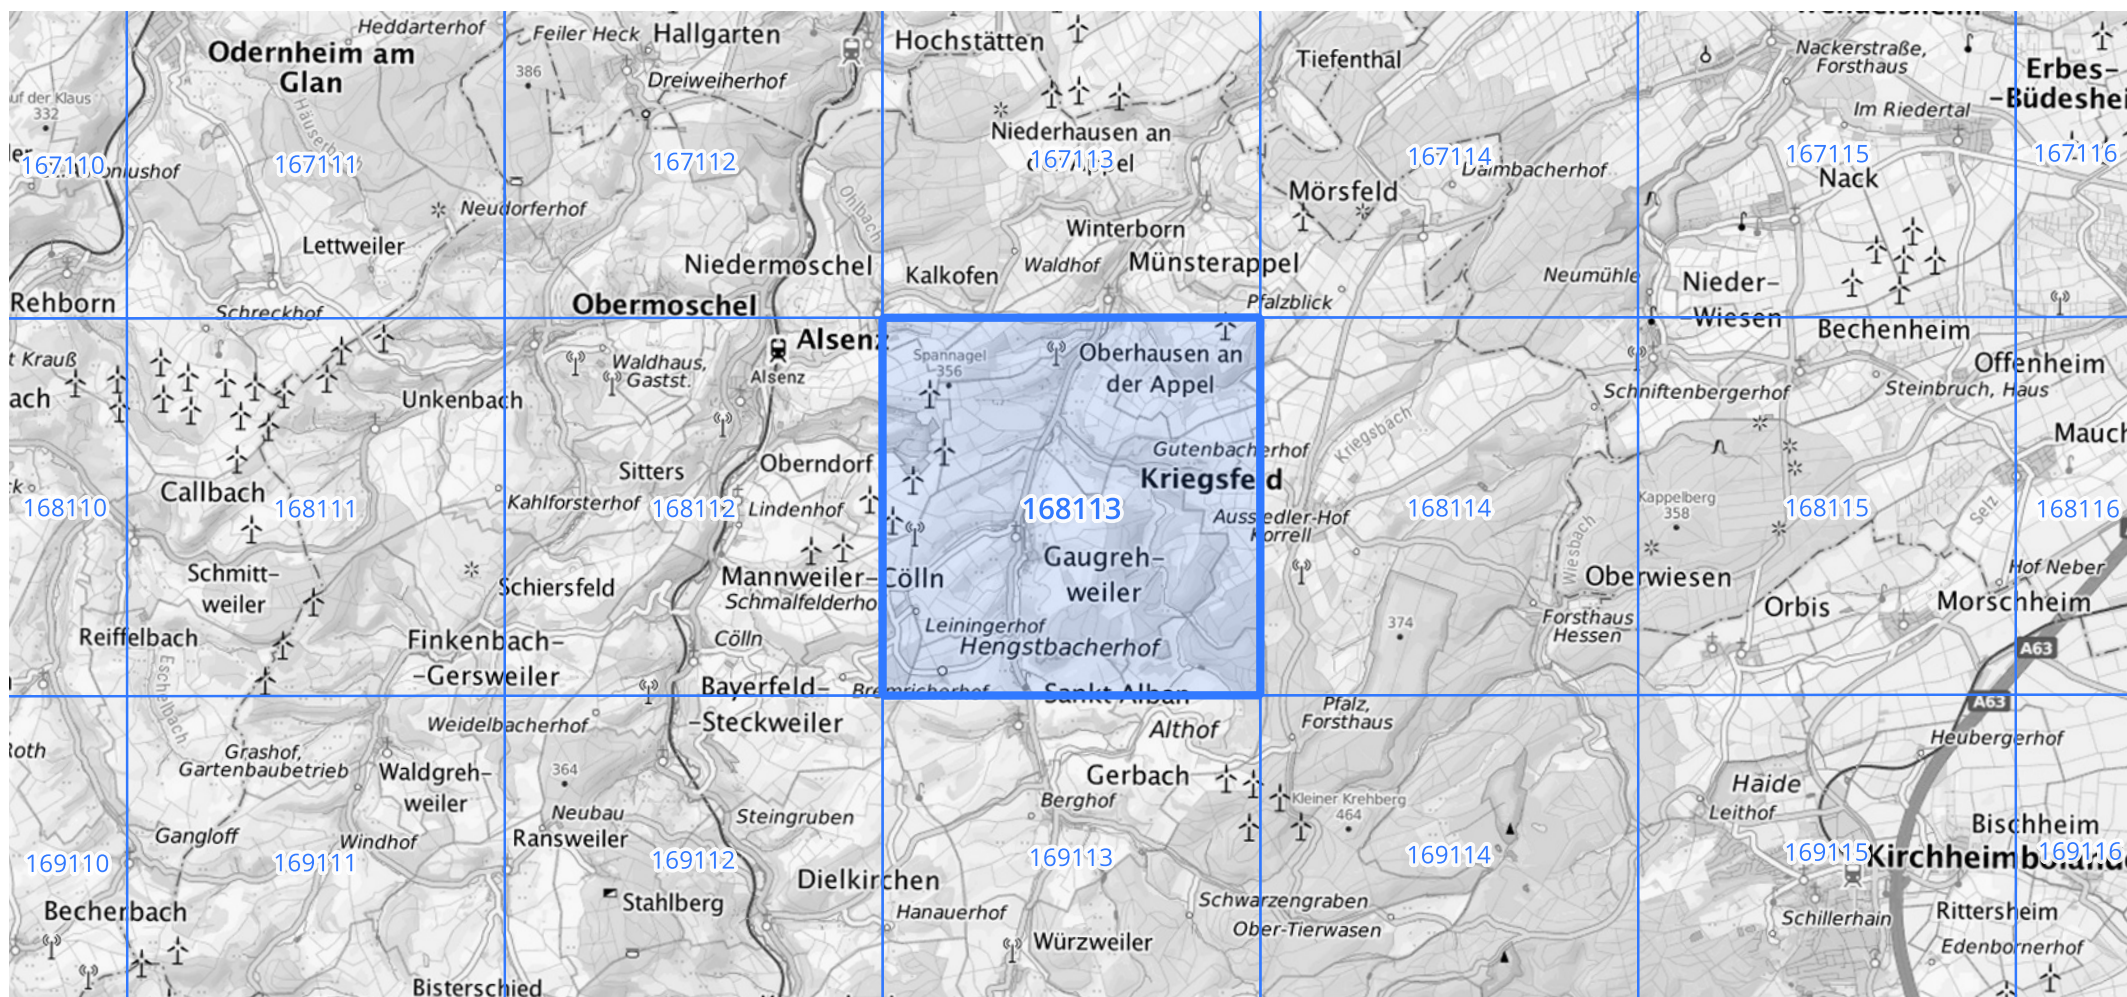 Heddarterhof
Odernheim am
Glan
Feiler Heck
Hallgarten
386
Dreiweiherhof
Hochstätten
Tiefenthal
Nackerstraße,
Forsthaus
Erbes-
-Büdeshei
Im Riedertal
uf der Klaus
332
Niederhausen an
167110
167111
167112
167113
167114
167115
167116
Daimbacherhof
Nack
Mörsfeld
Neudorferhof
Ohlbach
Lettweiler
Winterborn
Waldhof
Münsterappel
Niedermoschel
Kalkofen
Neumühle
Nieder-
-Wiesen
Rehborn
Schreckhof
Obermoschel
Pfalzblick
Bechenheim
Alsenz
Alsenz
t Krauß
ach
Waldhaus,
Gastst.
Spannagel
356
Oberhausen an
der Appel
Offenheim
Schniftenbergerhof
Steinbruch, Haus
Unkenbach
Kriegsbach
Mauch
Gutenbacherhof
Kriegsfeld
Sitters
Oberndorf
Callbach
Kahlforsterhof
Lindenhof
168110
168111
168112
168113
168114
168115
168116
Kappelberg
358
Selz
Aussiedler-Hof
Korrell
Wiesbach
Gaugreh-
weiler
Schmitt-
weiler
Schiersfeld
Mannweiler-Cölln
Schmalfelderho
Oberwiesen
Hof Neber
Orbis
Morschheim
Forsthaus
Hessen
374
Reiffelbach
Finkenbach-
-Gersweiler
Cölln
Leiningerhof
Hengstbacherhof
A63
Eschelbach
Bayerfeld-
-Steckweiler
Bremricherhof
Sankt Alban
A63
Pfalz,
Forsthaus
Weidelbacherhof
Althof
Heubergerhof
Roth
Grashof,
Gartenbaubetrieb
Waldgreh-
weiler
364
Gerbach
Berghof
Kleiner Krehberg
464
Haide
Leithof
Neubau
Ransweiler
Steingruben
Gangloff
Windhof
Bischheim
169110
169111
169112
169113
169114
169115
169116
Dielkirchen
Becherbach
Stahlberg
Hanauerhof
Schwarzengraben
Ober-Tierwasen
Schillerhain
Rittersheim
Würzweiler
Edenbornerhof
Bisterschied